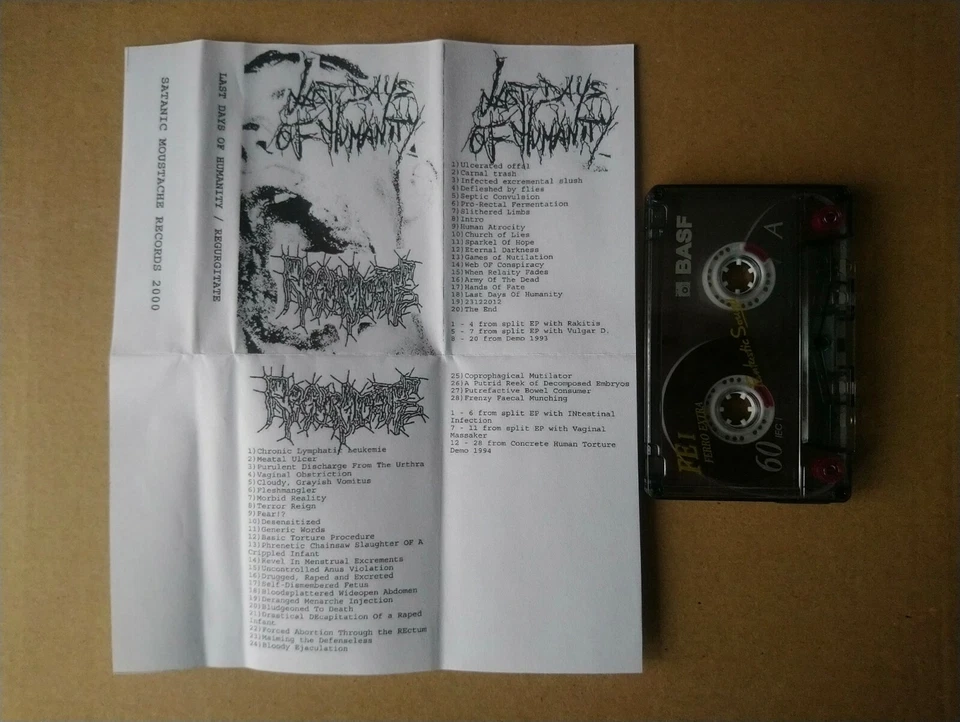 SATANIC MOUSTACHE RECORDS 2000
LAST DAYS OF HUMANITY / REGURGITATE
LAST DAYS
OF HUMANITY
REGURGITATE
LAST DAYS
OF HUMANITY
1)Ulcerated offal
2)Carnal trash
3)Infected excremental slush
4)Defleshed by flies
5)Septic Convulsion
6)Pro-Rectal Fermentation
7)Slithered Limbs
8)Intro
9)Human Atrocity
10)Church of Lies
11)Sparkel Of Hope
12)Eternal Darkness
13)Games of Mutilation
14)Web OF Conspiracy
15)When Relaity Fades
16)Army Of The Dead
17)Hands Of Fate
18)Last Days Of Humanity
19)23122012
20)The End
1 - 4 from split EP with Rakitis
5 - 7 from split EP with Vulgar D.
8 - 20 from Demo 1993
REGURGITATE
1)Chronic Lymphatic Leukemie
2)Meatal Ulcer
3)Purulent Discharge From The Urthra
4)Vaginal Obstriction
5)Cloudy, Grayish Vomitus
6)Fleshmangler
7)Morbid Reality
8)Terror Reign
9)Fear!?
10)Desensitized
11)Generic Words
12)Basic Torture Procedure
13)Phrenetic Chainsaw Slaughter OF A
Crippled Infant
14)Revel In Menstrual Excrements
15)Uncontrolled Anus Violation
16)Drugged, Raped and Excreted
17)Self-Dismembered Fetus
18)Bloodsplattered Wideopen Abdomen
19)Deranged Menarche Injection
20)Bludgeoned To Death
21)Drastical DEcapitation Of a Raped
Infant
22)Forced Abortion Through the REctum
23)Maiming the Defenseless
24)Bloody Ejaculation
25)Coprophagical Mutilator
26)A Putrid Reek of Decomposed Embryos
27)Putrefactive Bowel Consumer
28)Frenzy Faecal Munching
1 - 6 from split EP with INtestinal
Infection
7 - 11 from split EP with Vaginal
Massaker
12 - 28 from Concrete Human Torture
Demo 1994
BASF
A
FE I
FERRO EXTRA
60
IEC I